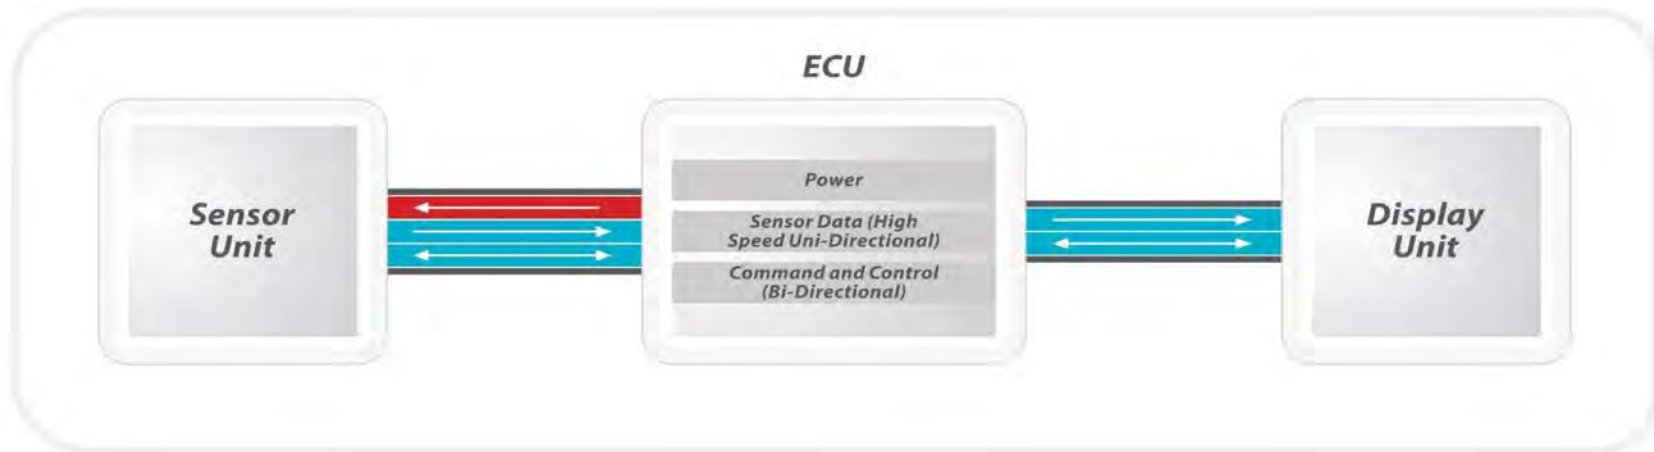 ECU
Sensor
Unit
Power
Sensor Data (High
Speed Uni-Directional)
Command and Control
(Bi-Directional)
Display
Unit